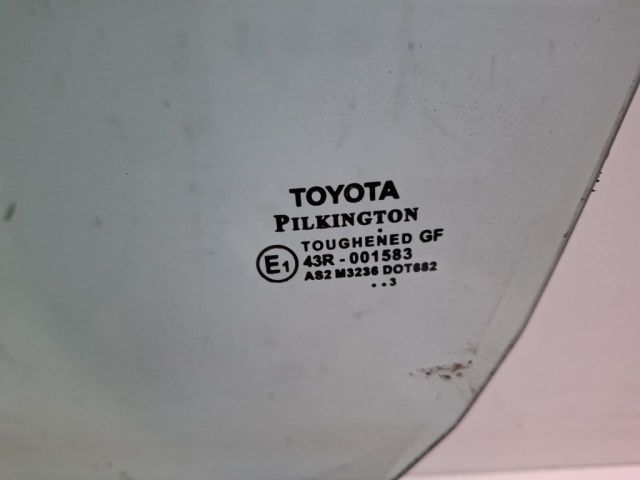 TOYOTA
PILKINGTON
TOUGHENED GF
E1 43R - 001583
AS2 M3236 DOT682
. . 3